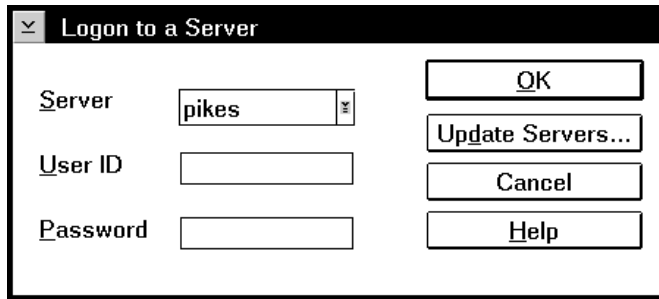 Logon to a Server
Server
pikes
User ID
Password
OK
Update Servers...
Cancel
Help